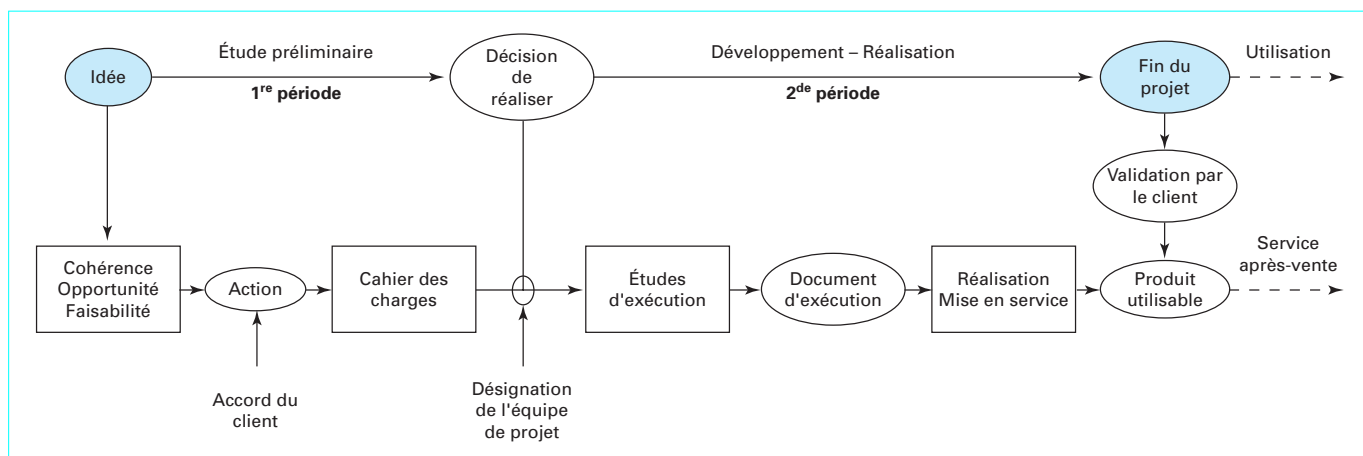 Idée
Étude préliminaire
1re période
Décision
de
réaliser
Développement – Réalisation
2de période
Fin du
projet
Utilisation
Validation par
le client
Cohérence
Opportunité
Faisabilité
Action
Cahier des
charges
Études
d'exécution
Document
d'exécution
Réalisation
Mise en service
Produit
utilisable
Service
après-vente
Accord du
client
Désignation
de l'équipe
de projet